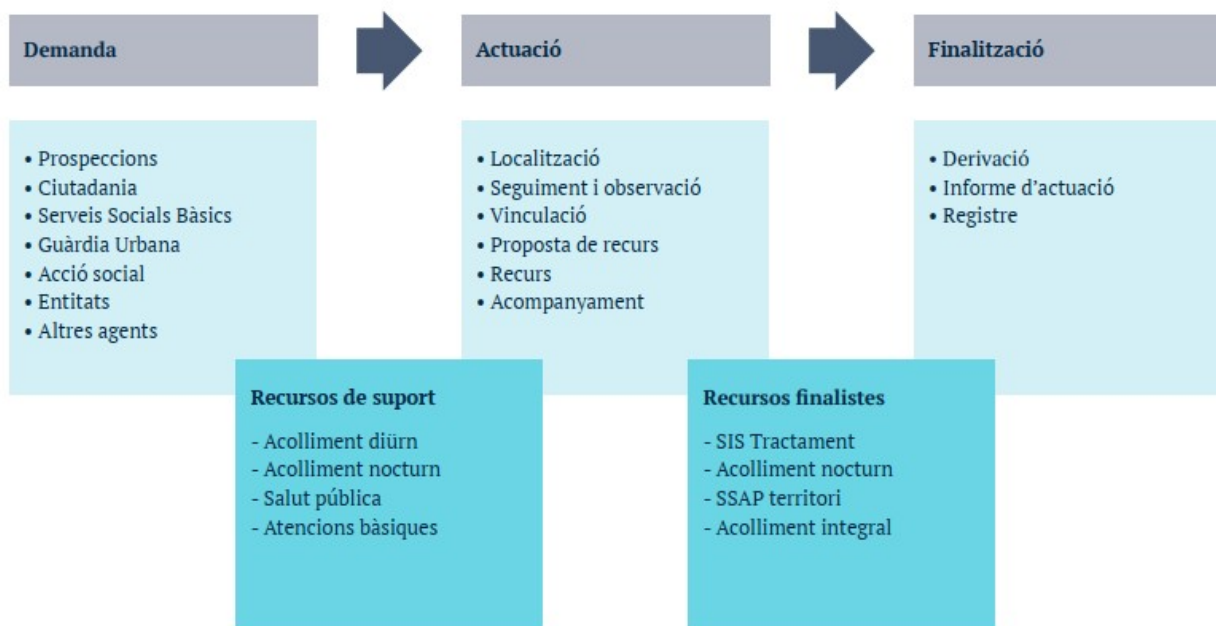 Demanda
• Prospeccions
• Ciutadania
• Serveis Socials Bàsics
• Guàrdia Urbana
• Acció social
• Entitats
• Altres agents
Recursos de suport
- Acolliment diürn
- Acolliment nocturn
- Salut pública
- Atencions bàsiques
Actuació
• Localització
• Seguiment i observació
• Vinculació
• Proposta de recurs
• Recurs
• Acompanyament
Recursos finalistes
- SIS Tractament
- Acolliment nocturn
- SSAP territori
- Acolliment integral
Finalització
• Derivació
• Informe d'actuació
• Registre